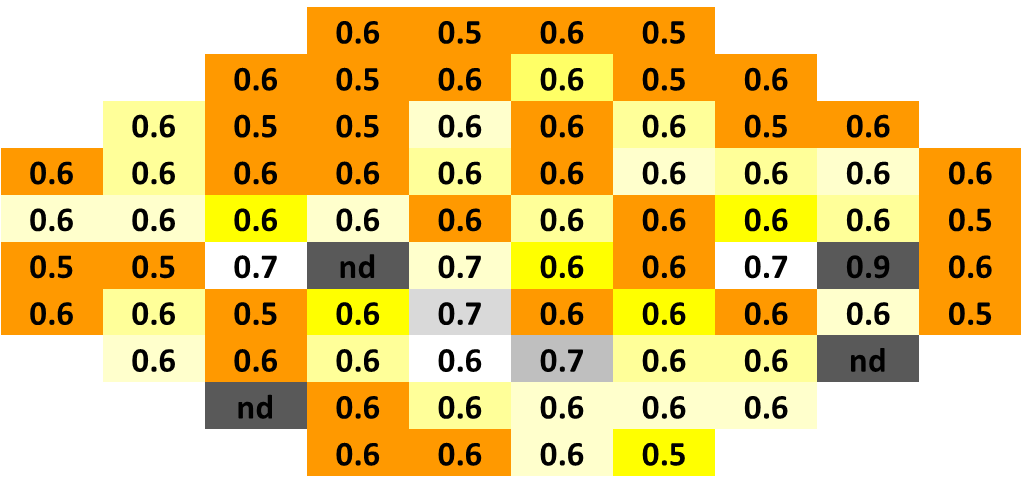 0.6 0.5 0.6 0.5
0.6 0.5 0.6 0.6 0.5 0.6
0.6 0.5 0.5 0.6 0.6 0.6 0.5 0.6
0.6 0.6 0.6 0.6 0.6 0.6 0.6 0.6 0.6 0.6
0.6 0.6 0.6 0.6 0.6 0.6 0.6 0.6 0.6 0.5
0.5 0.5 0.7 nd 0.7 0.6 0.6 0.7 0.9 0.6
0.6 0.6 0.5 0.6 0.7 0.6 0.6 0.6 0.6 0.5
0.6 0.6 0.6 0.6 0.7 0.6 0.6 nd
nd 0.6 0.6 0.6 0.6 0.6
0.6 0.6 0.6 0.5